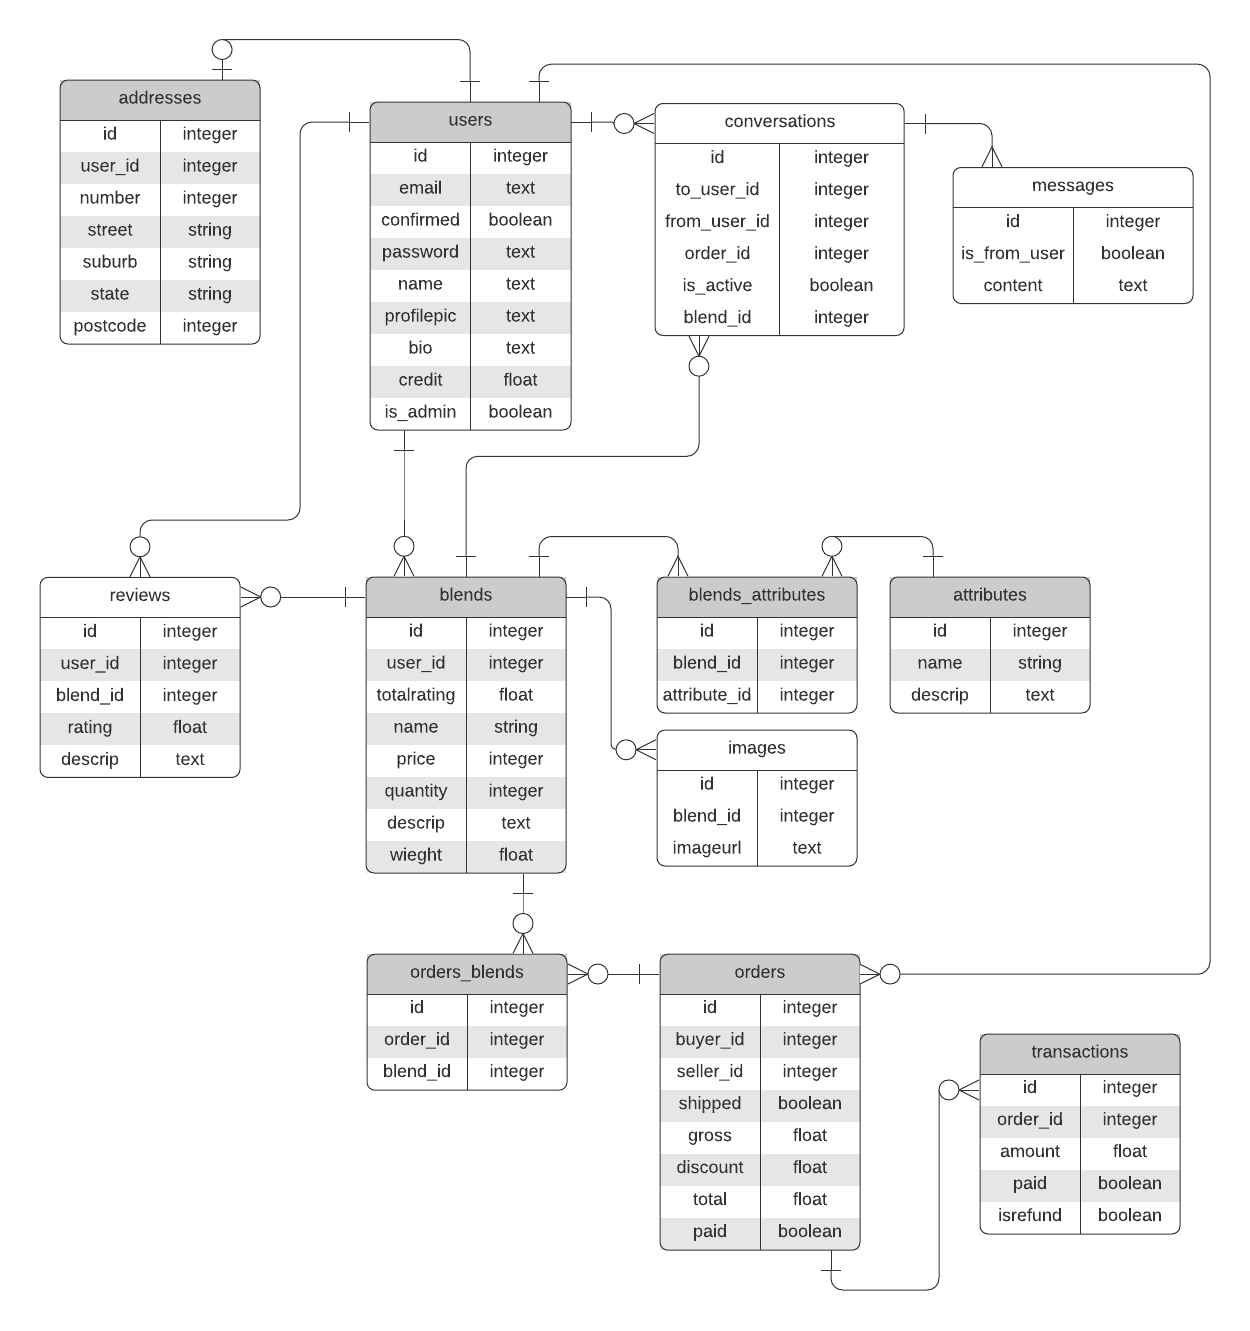 addresses
id integer
user_id integer
number integer
street string
suburb string
state string
postcode integer
users
id integer
email text
confirmed boolean
password text
name text
profilepic text
bio text
credit float
is_admin boolean
conversations
id integer
to_user_id integer
from_user_id integer
order_id integer
is_active boolean
blend_id integer
messages
id integer
is_from_user boolean
content text
reviews
id integer
user_id integer
blend_id integer
rating float
descrip text
blends
id integer
user_id integer
totalrating float
name string
price integer
quantity integer
descrip text
wieght float
blends_attributes
id integer
blend_id integer
attribute_id integer
attributes
id integer
name string
descrip text
images
id integer
blend_id integer
imageurl text
orders_blends
id integer
order_id integer
blend_id integer
orders
id integer
buyer_id integer
seller_id integer
shipped boolean
gross float
discount float
total float
paid boolean
transactions
id integer
order_id integer
amount float
paid boolean
isrefund boolean